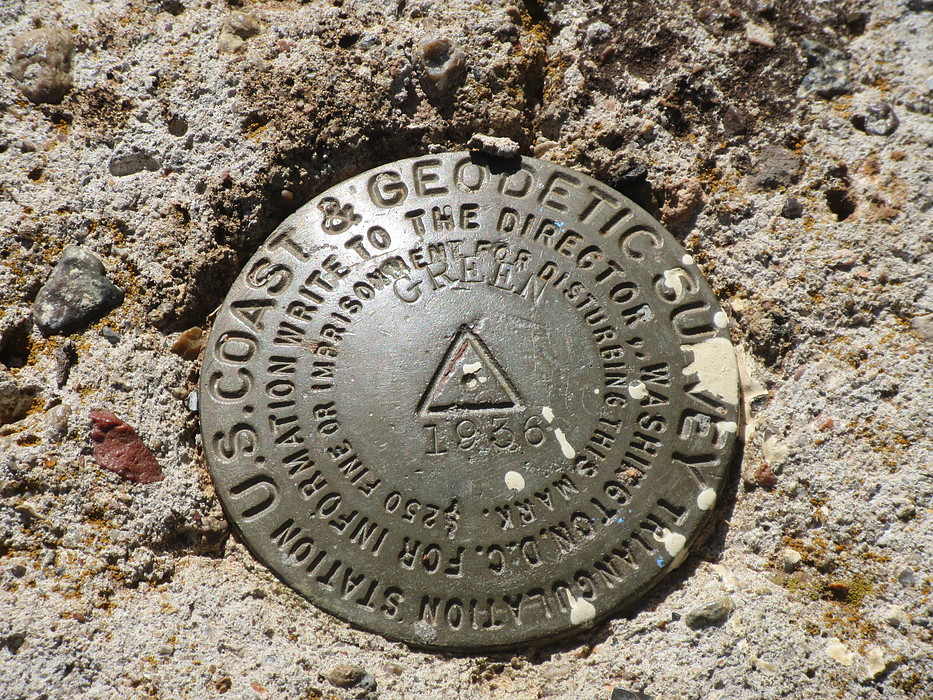 U.S. COAST & GEODETIC SURVEY
TRIANGULATION STATION
FOR INFORMATION WRITE TO THE DIRECTOR, WASHINGTON, D.C.
$250 FINE OR IMPRISONMENT FOR DISTURBING THIS MARK.
GREEN
1936